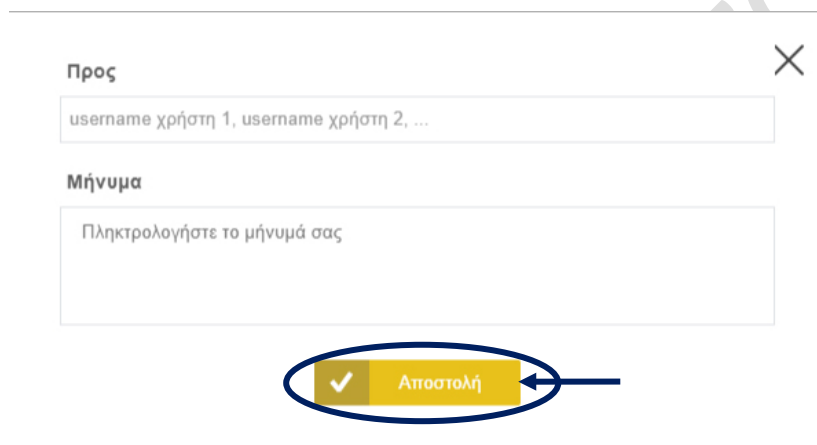 Προς
username χρήστη 1, username χρήστη 2, ...
Μήνυμα
Πληκτρολογήστε το μήνυμά σας
Αποστολή